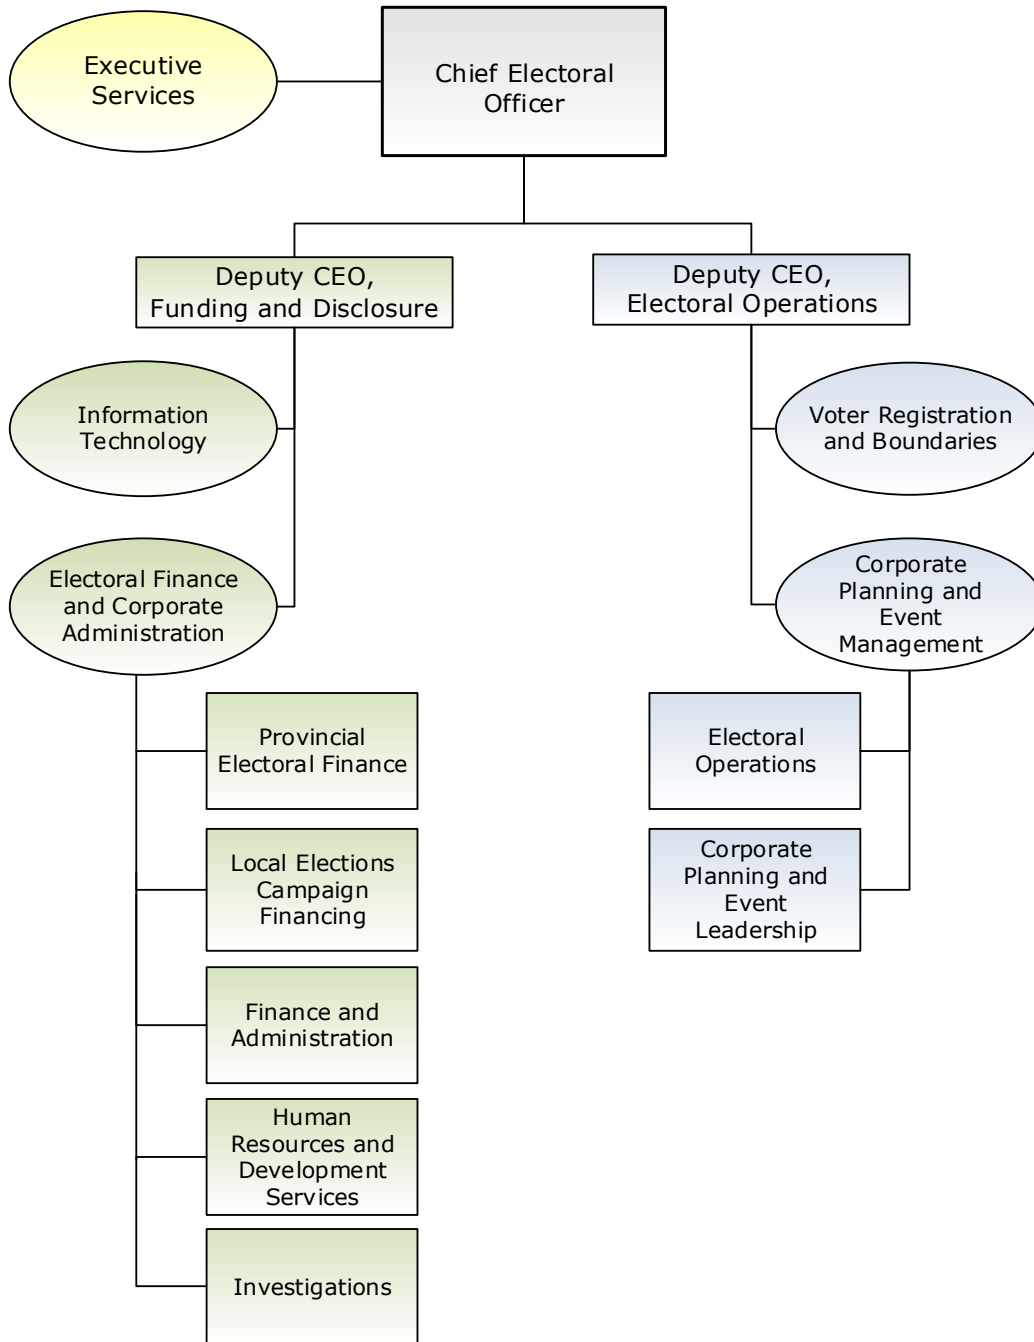 Executive
Services
Chief Electoral
Officer
Deputy CEO,
Funding and Disclosure
Deputy CEO,
Electoral Operations
Information
Technology
Voter Registration
and Boundaries
Electoral Finance
and Corporate
Administration
Corporate
Planning and
Event
Management
Provincial
Electoral Finance
Electoral
Operations
Local Elections
Campaign
Financing
Corporate
Planning and
Event
Leadership
Finance and
Administration
Human
Resources and
Development
Services
Investigations